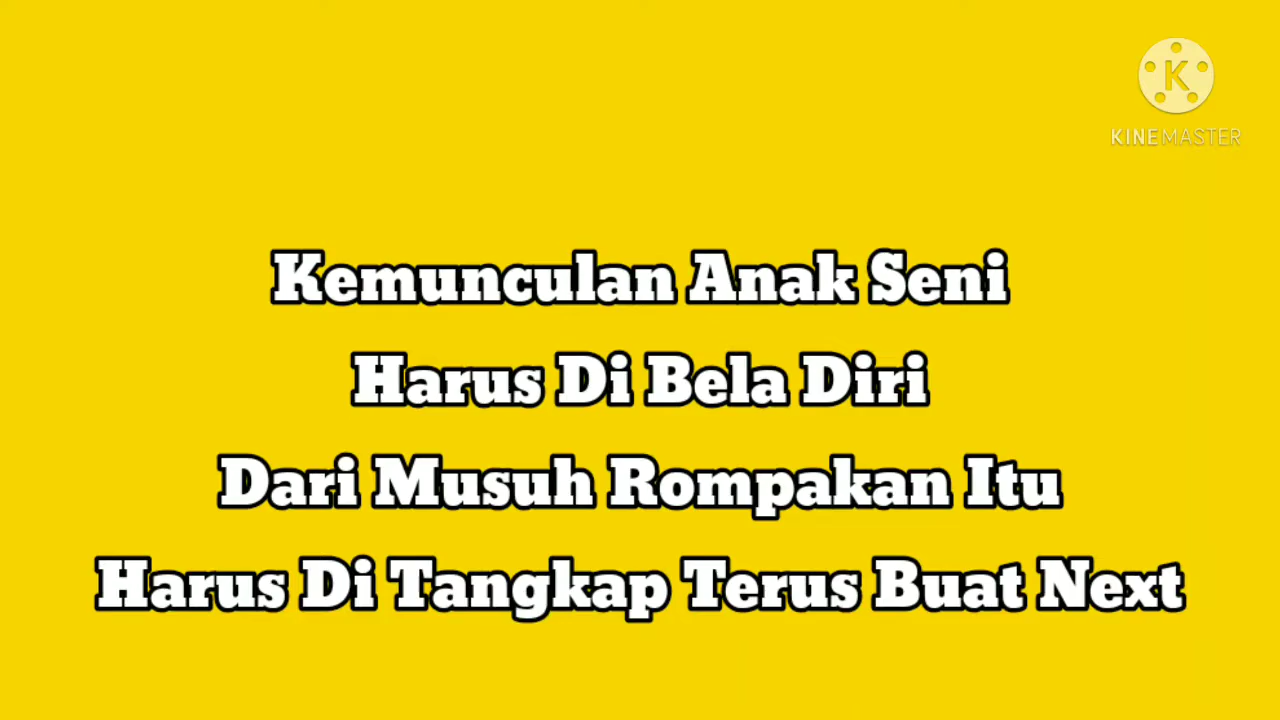 K
KINEMASTER
Kemunculan Anak Seni
Harus Di Bela Diri
Dari Musuh Rompakan Itu
Harus Di Tangkap Terus Buat Next